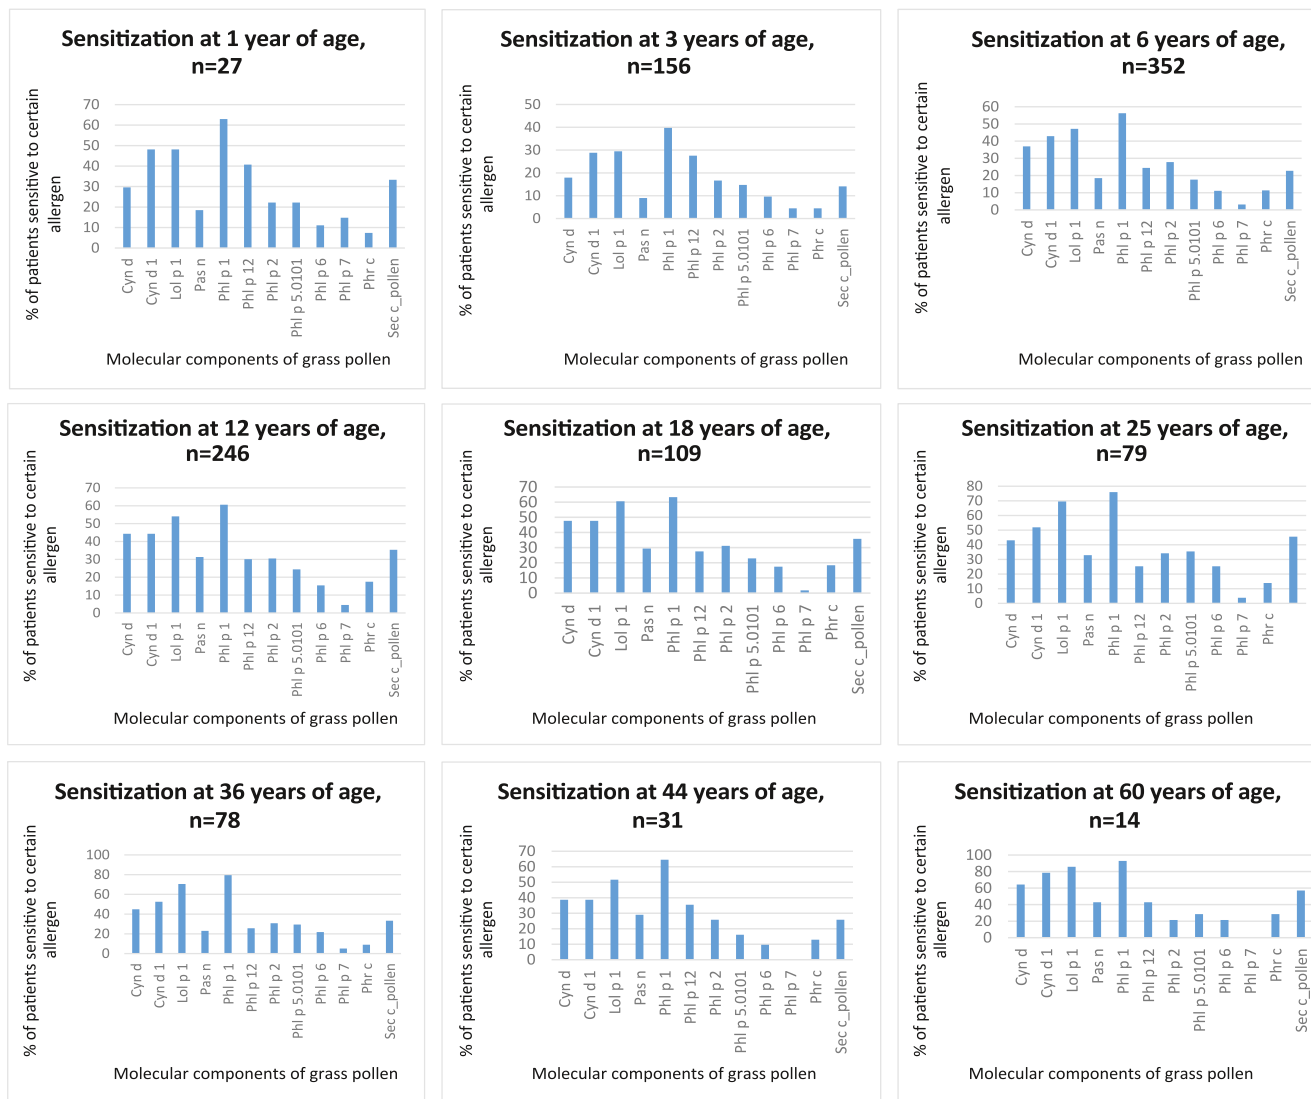 Sensitization at 1 year of age,
n=27
% of patients sensitive to certain
allergen
70
60
50
40
30
20
10
0
Cyn d
Cyn d 1
Lol p 1
Pas n
Phl p 1
Phl p 12
Phl p 2
Phl p 5.0101
Phl p 6
Phl p 7
Phr c
Sec c_pollen
Molecular components of grass pollen
Sensitization at 3 years of age,
n=156
% of patients sensitive to certain
allergen
50
40
30
20
10
0
Cyn d
Cyn d 1
Lol p 1
Pas n
Phl p 1
Phl p 12
Phl p 2
Phl p 5.0101
Phl p 6
Phl p 7
Phr c
Sec c_pollen
Molecular components of grass pollen
Sensitization at 6 years of age,
n=352
% of patients sensitive to certain
allergen
60
50
40
30
20
10
0
Cyn d
Cyn d 1
Lol p 1
Pas n
Phl p 1
Phl p 12
Phl p 2
Phl p 5.0101
Phl p 6
Phl p 7
Phr c
Sec c_pollen
Molecular components of grass pollen
Sensitization at 12 years of age,
n=246
% of patients sensitive to certain
allergen
70
60
50
40
30
20
10
0
Cyn d
Cyn d 1
Lol p 1
Pas n
Phl p 1
Phl p 12
Phl p 2
Phl p 5.0101
Phl p 6
Phl p 7
Phr c
Sec c_pollen
Molecular components of grass pollen
Sensitization at 18 years of age,
n=109
% of patients sensitive to certain
allergen
70
60
50
40
30
20
10
0
Cyn d
Cyn d 1
Lol p 1
Pas n
Phl p 1
Phl p 12
Phl p 2
Phl p 5.0101
Phl p 6
Phl p 7
Phr c
Sec c_pollen
Molecular components of grass pollen
Sensitization at 25 years of age,
n=79
% of patients sensitive to certain
allergen
80
70
60
50
40
30
20
10
0
Cyn d
Cyn d 1
Lol p 1
Pas n
Phl p 1
Phl p 12
Phl p 2
Phl p 5.0101
Phl p 6
Phl p 7
Phr c
Molecular components of grass pollen
Sensitization at 36 years of age,
n=78
% of patients sensitive to certain
allergen
100
80
60
40
20
0
Cyn d
Cyn d 1
Lol p 1
Pas n
Phl p 1
Phl p 12
Phl p 2
Phl p 5.0101
Phl p 6
Phl p 7
Phr c
Sec c_pollen
Molecular components of grass pollen
Sensitization at 44 years of age,
n=31
% of patients sensitive to certain
allergen
70
60
50
40
30
20
10
0
Cyn d
Cyn d 1
Lol p 1
Pas n
Phl p 1
Phl p 12
Phl p 2
Phl p 5.0101
Phl p 6
Phl p 7
Phr c
Sec c_pollen
Molecular components of grass pollen
Sensitization at 60 years of age,
n=14
% of patients sensitive to certain
allergen
100
80
60
40
20
0
Cyn d
Cyn d 1
Lol p 1
Pas n
Phl p 1
Phl p 12
Phl p 2
Phl p 5.0101
Phl p 6
Phl p 7
Phr c
Sec c_pollen
Molecular components of grass pollen